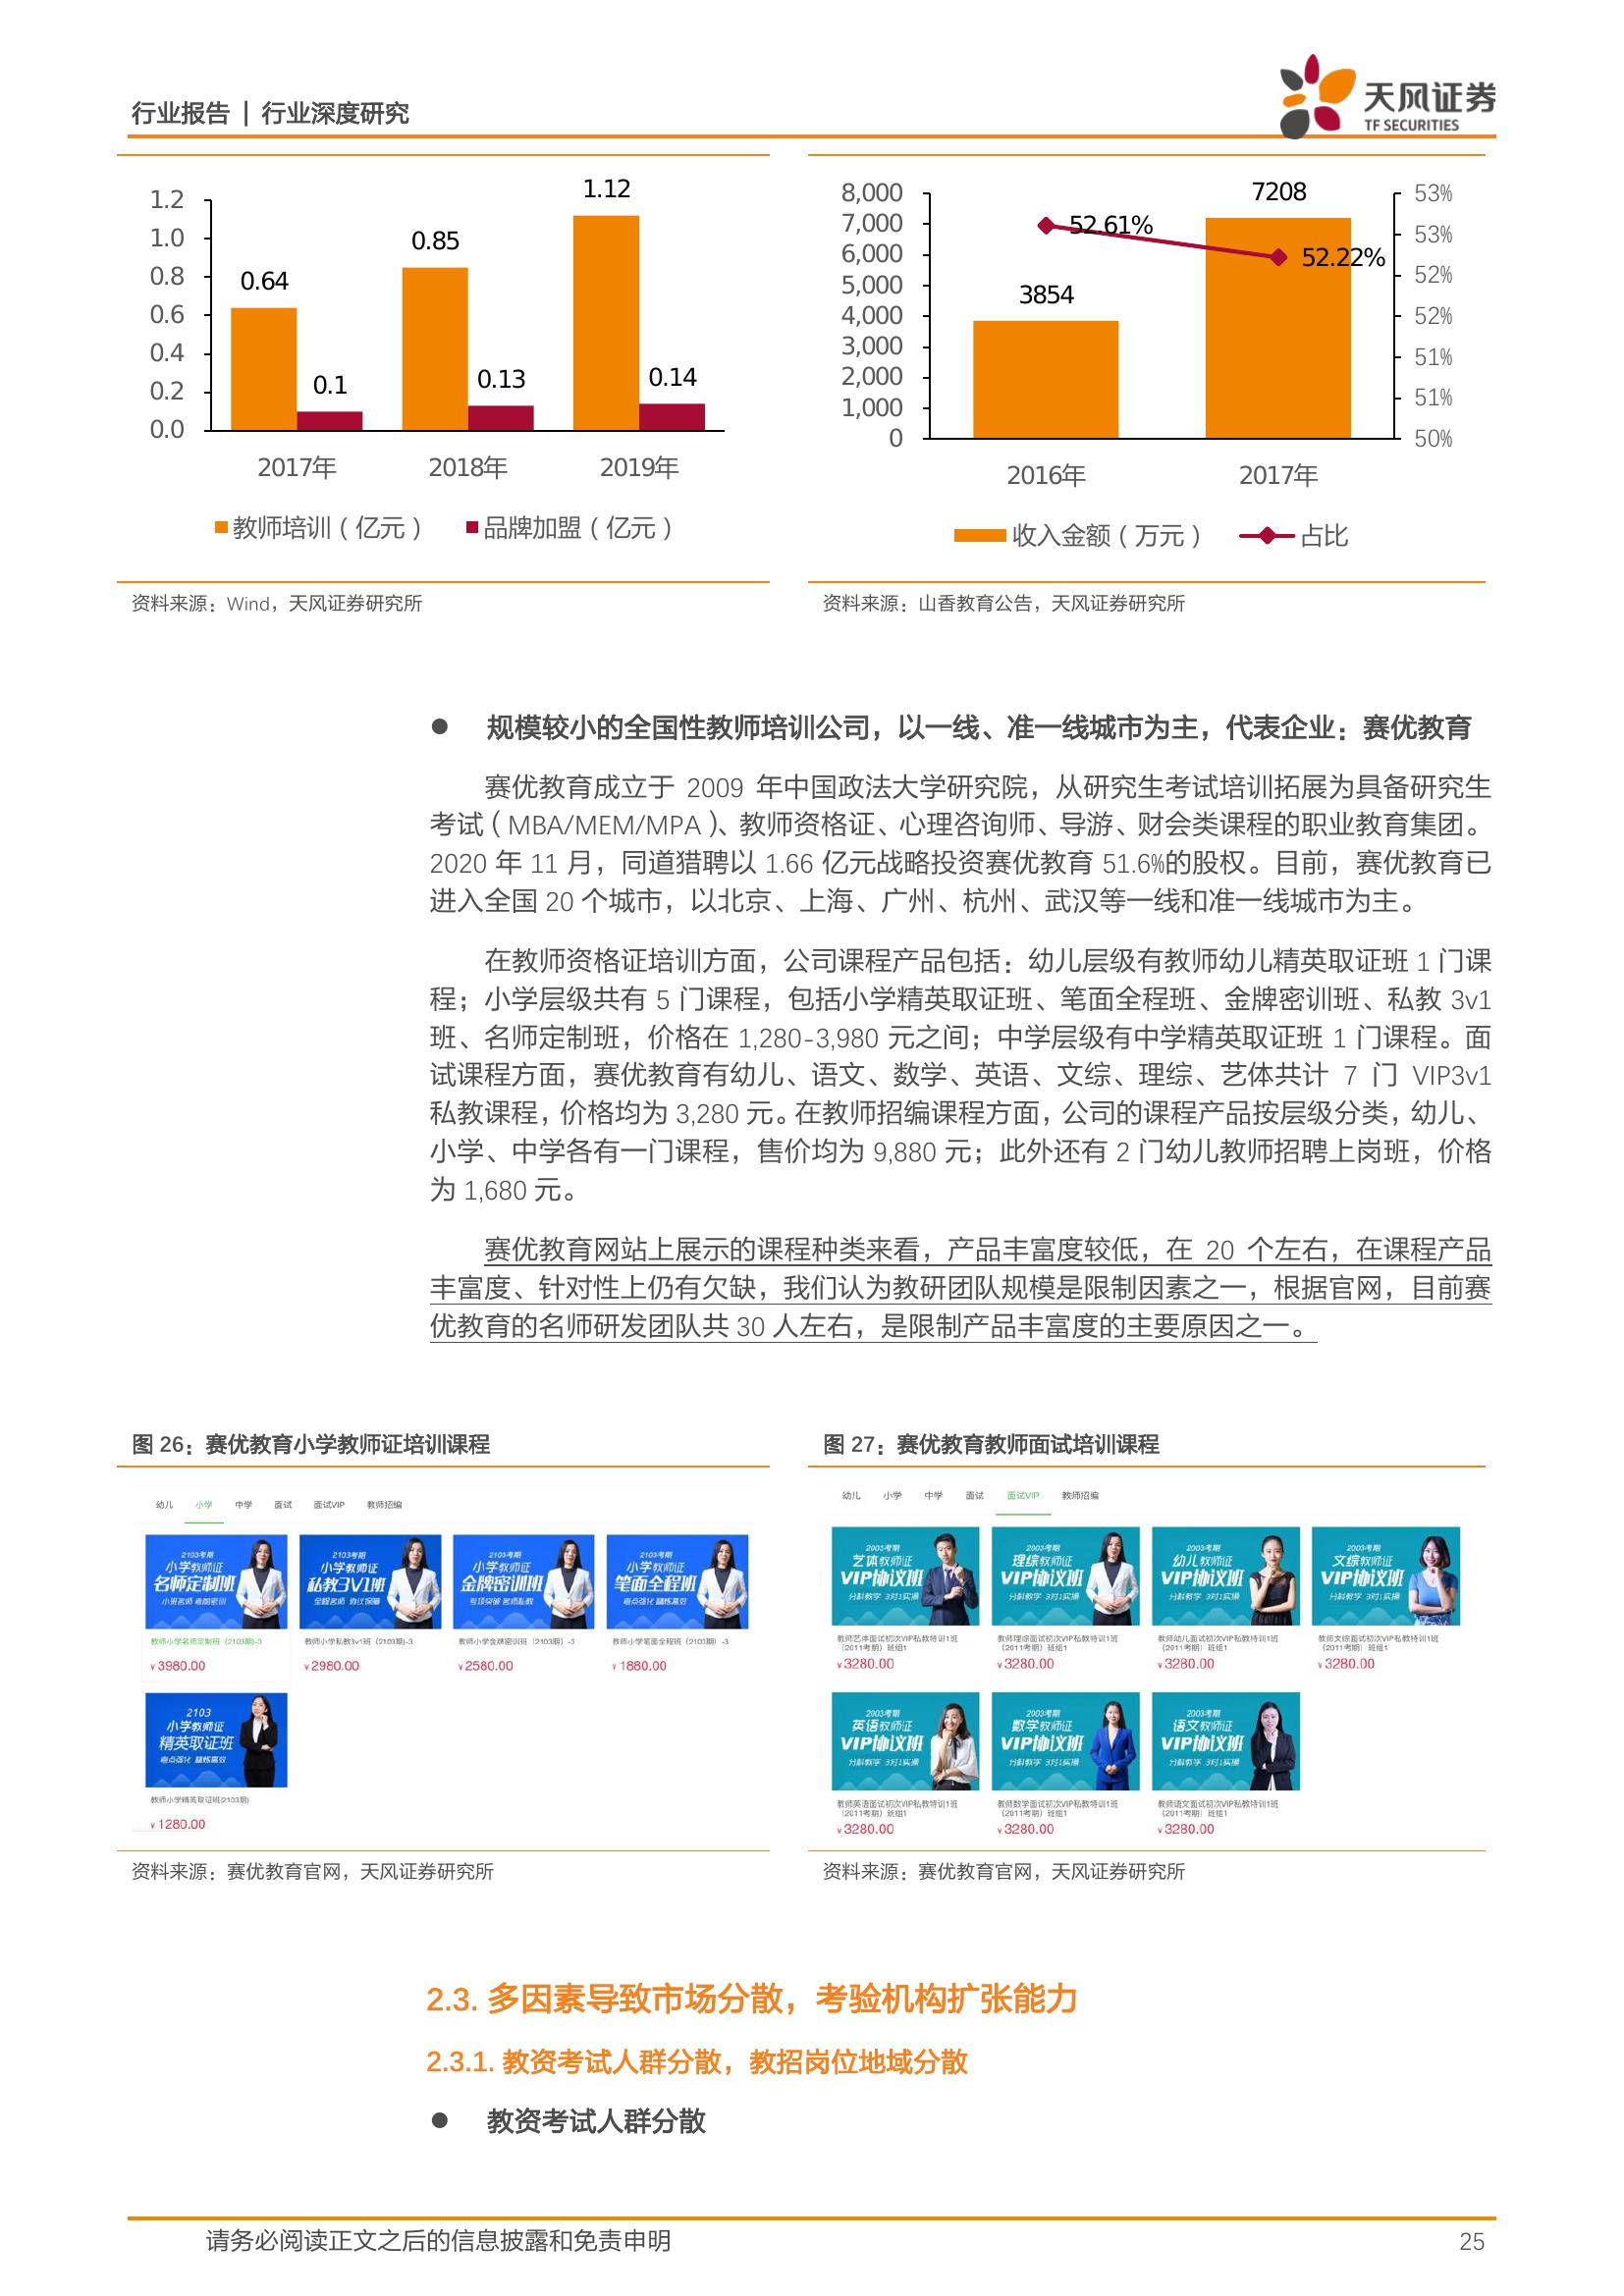 行业报告 | 行业深度研究
天风证券
TF SECURITIES
1.2
1.0
0.8
0.6
0.4
0.2
0.0
0.64
0.1
0.85
0.13
1.12
0.14
2017年
2018年
2019年
教师培训（亿元）
品牌加盟（亿元）
8,000
7,000
6,000
5,000
4,000
3,000
2,000
1,000
0
53%
53%
52%
52%
51%
51%
50%
3854
7208
52.61%
52.22%
2016年
2017年
收入金额（万元）
占比
资料来源：Wind，天风证券研究所
资料来源：山香教育公告，天风证券研究所
● 规模较小的全国性教师培训公司，以一线、准一线城市为主，代表企业：赛优教育
赛优教育成立于 2009 年中国政法大学研究院，从研究生考试培训拓展为具备研究生
考试（MBA/MEM/MPA）、教师资格证、心理咨询师、导游、财会类课程的职业教育集团。
2020 年 11 月，同道猎聘以 1.66 亿元战略投资赛优教育 51.6%的股权。目前，赛优教育已
进入全国 20 个城市，以北京、上海、广州、杭州、武汉等一线和准一线城市为主。
在教师资格证培训方面，公司课程产品包括：幼儿层级有教师幼儿精英取证班 1 门课
程；小学层级共有 5 门课程，包括小学精英取证班、笔面全程班、金牌密训班、私教 3v1
班、名师定制班，价格在 1,280-3,980 元之间；中学层级有中学精英取证班 1 门课程。面
试课程方面，赛优教育有幼儿、语文、数学、英语、文综、理综、艺体共计 7 门 VIP3v1
私教课程，价格均为 3,280 元。在教师招编课程方面，公司的课程产品按层级分类，幼儿、
小学、中学各有一门课程，售价均为 9,880 元；此外还有 2 门幼儿教师招聘上岗班，价格
为 1,680 元。
赛优教育网站上展示的课程种类来看，产品丰富度较低，在 20 个左右，在课程产品
丰富度、针对性上仍有欠缺，我们认为教研团队规模是限制因素之一，根据官网，目前赛
优教育的名师研发团队共 30 人左右，是限制产品丰富度的主要原因之一。
图 26：赛优教育小学教师证培训课程
幼儿 小学 中学 面试 面试VIP 教师招编
2103考期
小学教师证
名师定制班
小班名师 考前密训
2103考期
小学教师证
私教3V1班
全程名师 协议保障
2103考期
小学教师证
金牌密训班
专项突破 名师私教
2103考期
小学教师证
笔面全程班
考点强化 精练高效
教师小学名师定制班（2103期)-3
教师小学私教3v1班（2103期)-3
教师小学金牌密训班（2103期）-3
教师小学笔面全程班（2103期）-3
¥3980.00
¥2980.00
¥2580.00
¥1880.00
2103
小学教师证
精英取证班
考点强化 精练高效
教师小学精英取证班(2103期)
¥1280.00
资料来源：赛优教育官网，天风证券研究所
图 27：赛优教育教师面试培训课程
幼儿 小学 中学 面试 面试VIP 教师招编
2003考期
艺体教师证
VIP协议班
分科教学 3对1实操
2003考期
理综教师证
VIP协议班
分科教学 3对1实操
2003考期
幼儿教师证
VIP协议班
分科教学 3对1实操
2003考期
文综教师证
VIP协议班
分科教学 3对1实操
教师艺体面试初次VIP私教特训1班
（2011考期）班组1
教师理综面试初次VIP私教特训1班
（2011考期）班组1
教师幼儿面试初次VIP私教特训1班
（2011考期）班组1
教师文综面试初次VIP私教特训1班
（2011考期）班组1
¥3280.00
¥3280.00
¥3280.00
¥3280.00
2003考期
英语教师证
VIP协议班
分科教学 3对1实操
2003考期
数学教师证
VIP协议班
分科教学 3对1实操
2003考期
语文教师证
VIP协议班
分科教学 3对1实操
教师英语面试初次VIP私教特训1班
（2011考期）班组1
教师数学面试初次VIP私教特训1班
（2011考期）班组1
教师语文面试初次VIP私教特训1班
（2011考期）班组1
¥3280.00
¥3280.00
¥3280.00
资料来源：赛优教育官网，天风证券研究所
2.3. 多因素导致市场分散，考验机构扩张能力
2.3.1. 教资考试人群分散，教招岗位地域分散
● 教资考试人群分散
请务必阅读正文之后的信息披露和免责申明
25